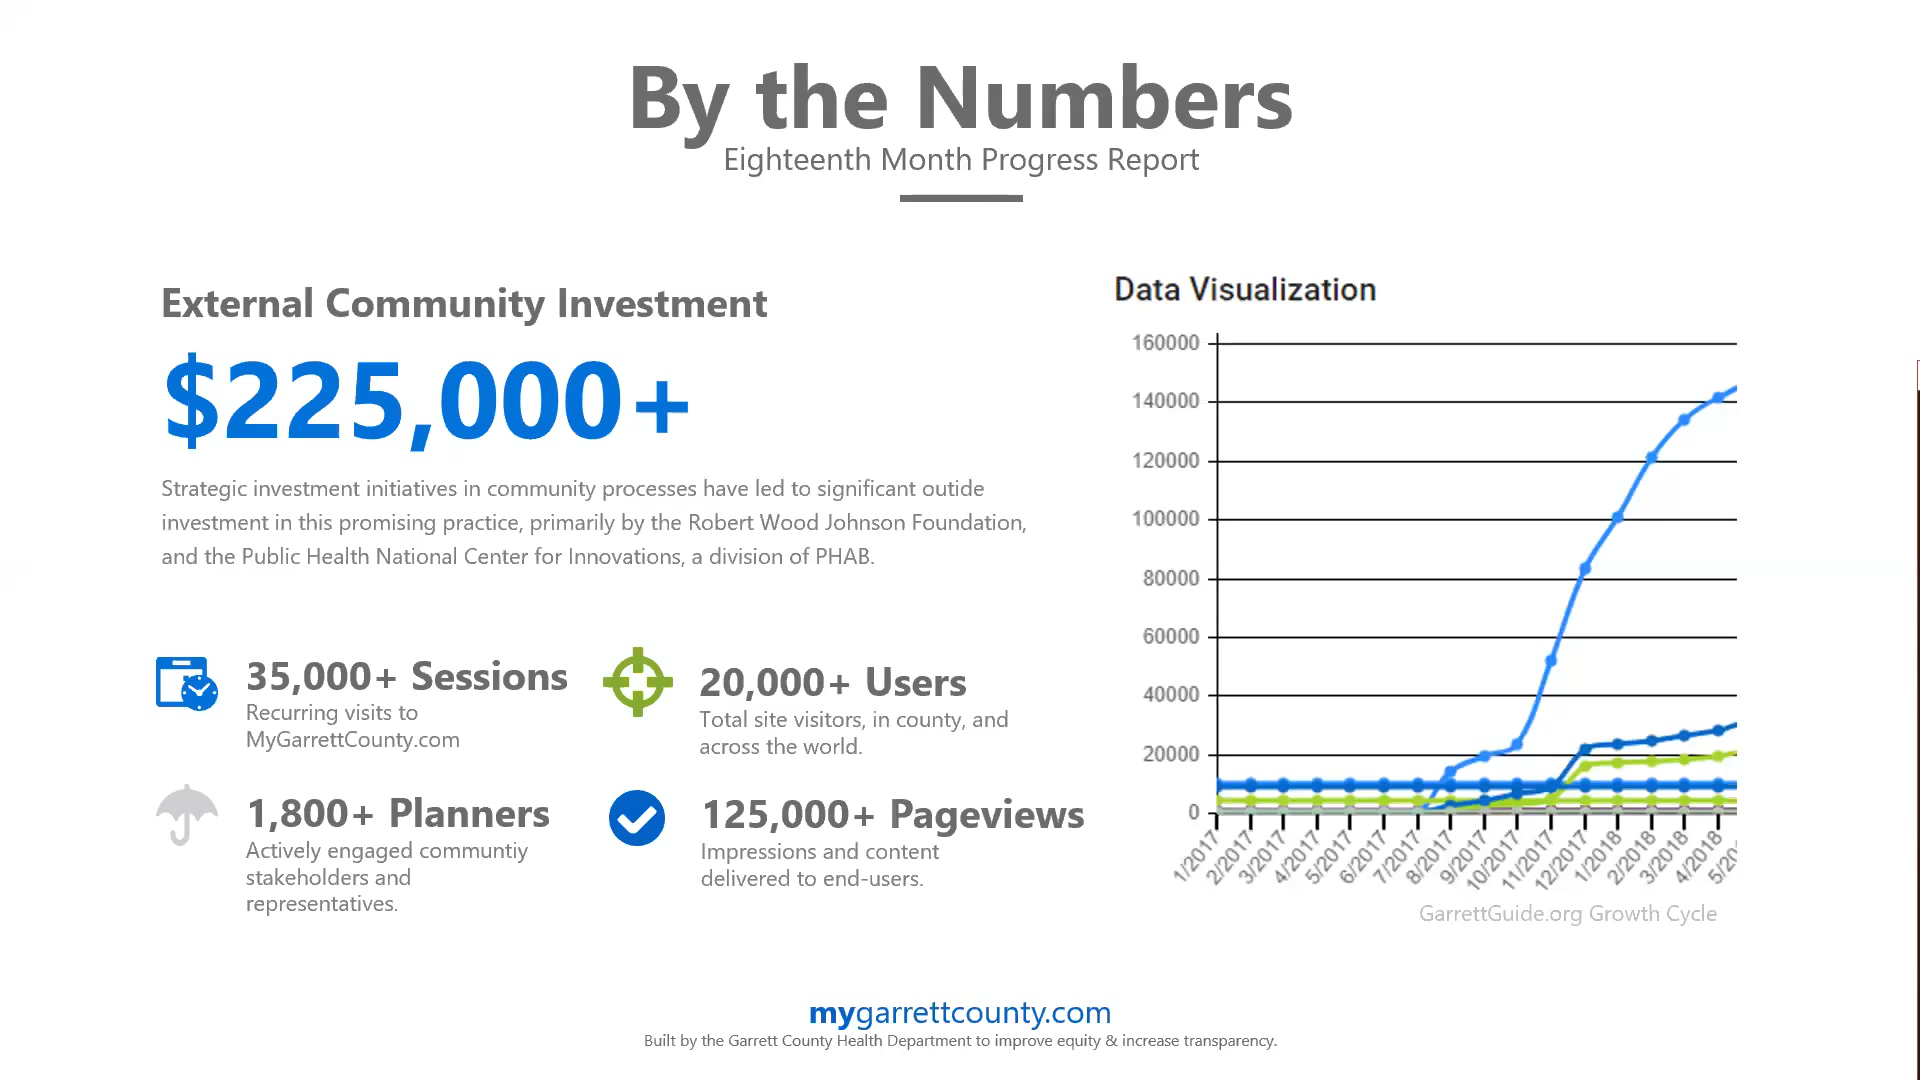 By the Numbers
Eighteenth Month Progress Report
External Community Investment
$225,000+
Strategic investment initiatives in community processes have led to significant outide
investment in this promising practice, primarily by the Robert Wood Johnson Foundation,
and the Public Health National Center for Innovations, a division of PHAB.
35,000+ Sessions
Recurring visits to
MyGarrettCounty.com
20,000+ Users
Total site visitors, in county, and
across the world.
1,800+ Planners
Actively engaged communtiy
stakeholders and
representatives.
125,000+ Pageviews
Impressions and content
delivered to end-users.
Data Visualization
160000
140000
120000
100000
80000
60000
40000
20000
0
1/2017
2/2017
3/2017
4/2017
5/2017
6/2017
7/2017
8/2017
9/2017
10/2017
11/2017
12/2017
1/2018
2/2018
3/2018
4/2018
5/20
GarrettGuide.org Growth Cycle
mygarrettcounty.com
Built by the Garrett County Health Department to improve equity & increase transparency.